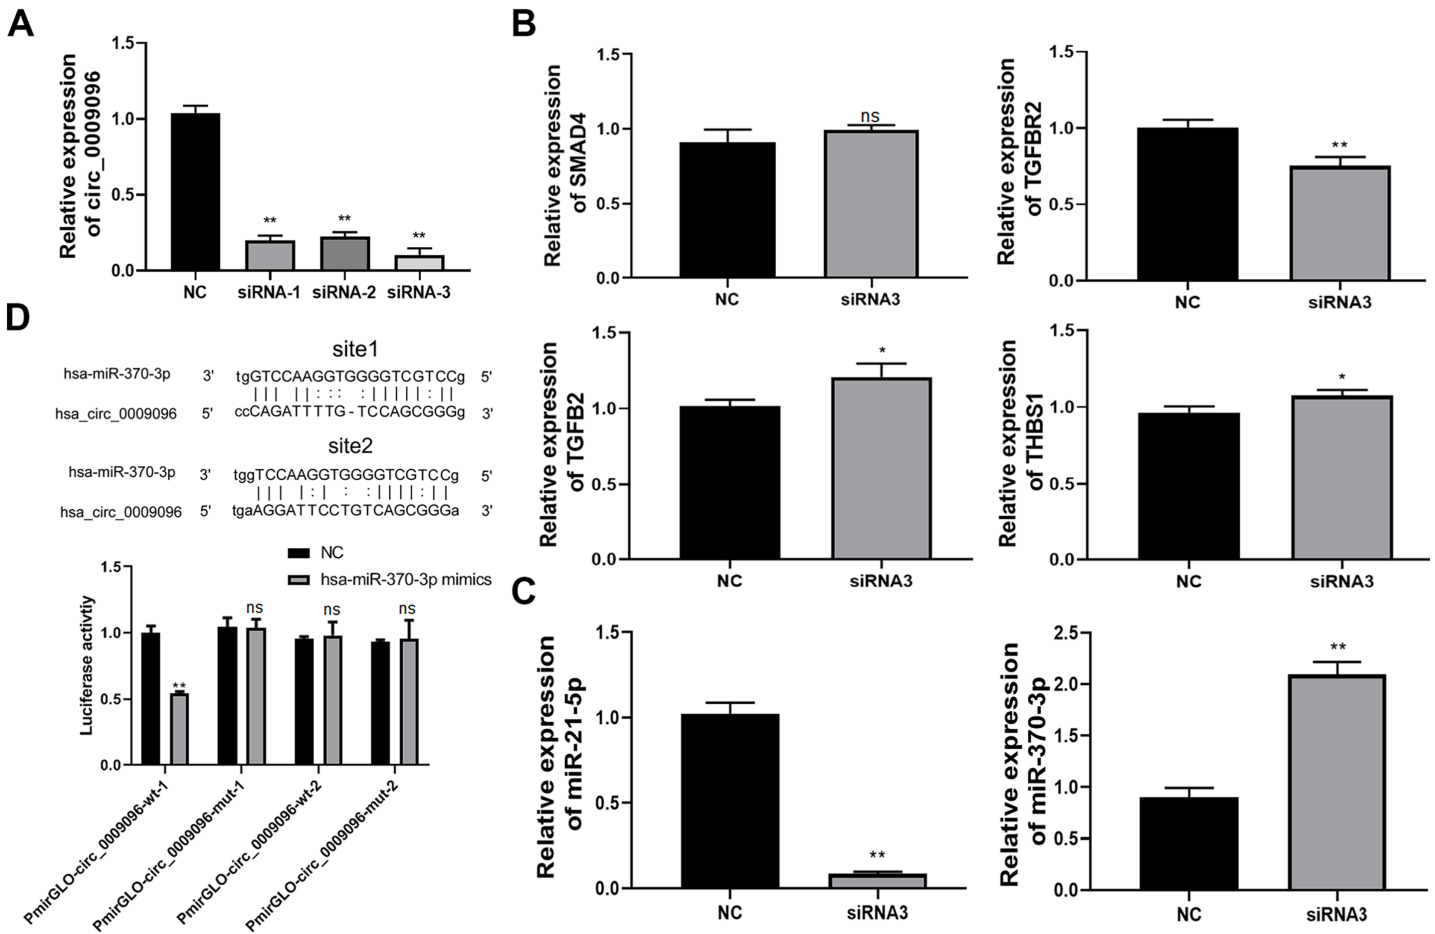 A
Relative expression
of circ_0009096
1.5
1.0
0.5
0.0
**
**
**
NC
siRNA-1
siRNA-2
siRNA-3
B
Relative expression
of SMAD4
1.5
1.0
0.5
0.0
ns
NC
siRNA3
Relative expression
of TGFBR2
1.5
1.0
0.5
0.0
**
NC
siRNA3
Relative expression
of TGFB2
1.5
1.0
0.5
0.0
*
NC
siRNA3
Relative expression
of THBS1
1.5
1.0
0.5
0.0
*
NC
siRNA3
C
Relative expression
of miR-21-5p
1.5
1.0
0.5
0.0
**
NC
siRNA3
Relative expression
of miR-370-3p
2.5
2.0
1.5
1.0
0.5
0.0
**
NC
siRNA3
D
site1
hsa-miR-370-3p 3' tgGTCCAAGGTGGGGTCGTCCg 5'
hsa_circ_0009096 5' ccCAGATTTTG-TCCAGCGGGg 3'
site2
hsa-miR-370-3p 3' tggTCCAAGGTGGGGTCGTCCg 5'
hsa_circ_0009096 5' tgaAGGATTCCTGTCAGCGGGa 3'
NC
hsa-miR-370-3p mimics
Luciferase activtiy
1.5
1.0
0.5
0.0
**
ns
ns
ns
PmirGLO-circ_0009096-wt-1
PmirGLO-circ_0009096-mut-1
PmirGLO-circ_0009096-wt-2
PmirGLO-circ_0009096-mut-2